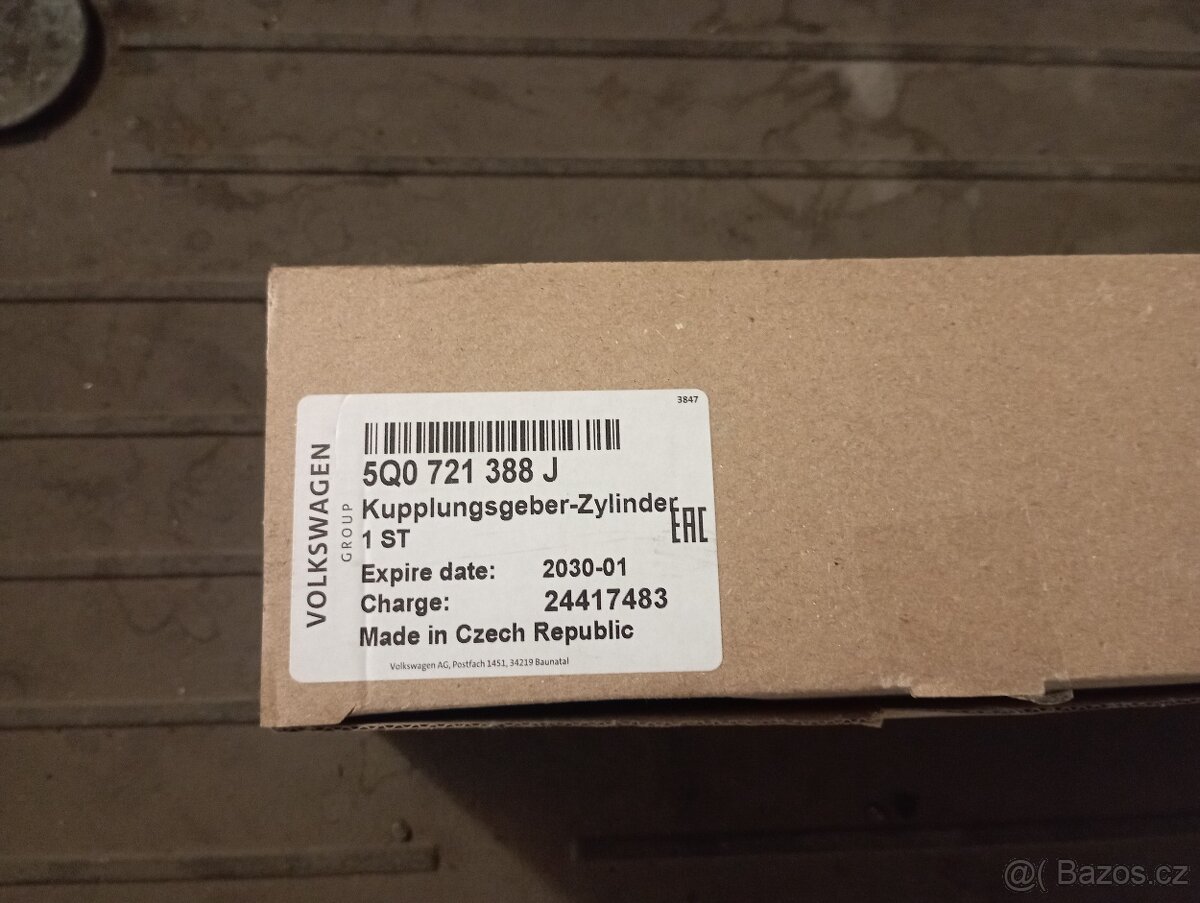 3847
5Q0 721 388 J
Kupplungsgeber-Zylinder
1 ST
EAC
Expire date: 2030-01
Charge: 24417483
Made in Czech Republic
Volkswagen AG, Postfach 1451, 34219 Baunatal
VOLKSWAGEN
GROUP
@( Bazos.cz